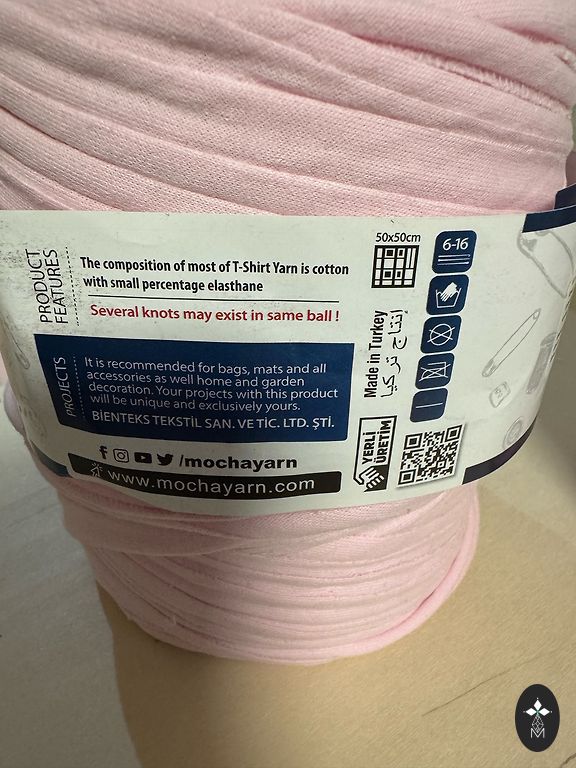 PRODUCT
FEATURES
The composition of most of T-Shirt Yarn is cotton
with small percentage elasthane
Several knots may exist in same ball !
PROJECTS
It is recommended for bags, mats and all
accessories as well home and garden
decoration. Your projects with this product
will be unique and exclusively yours.
BİENTEKS TEKSTİL SAN. VE TİC. LTD. ŞTİ.
/mochayarn
www.mochayarn.com
50x50cm
6-16
Made in Turkey
إنتاج تركيا
YERLİ
ÜRETİM
M